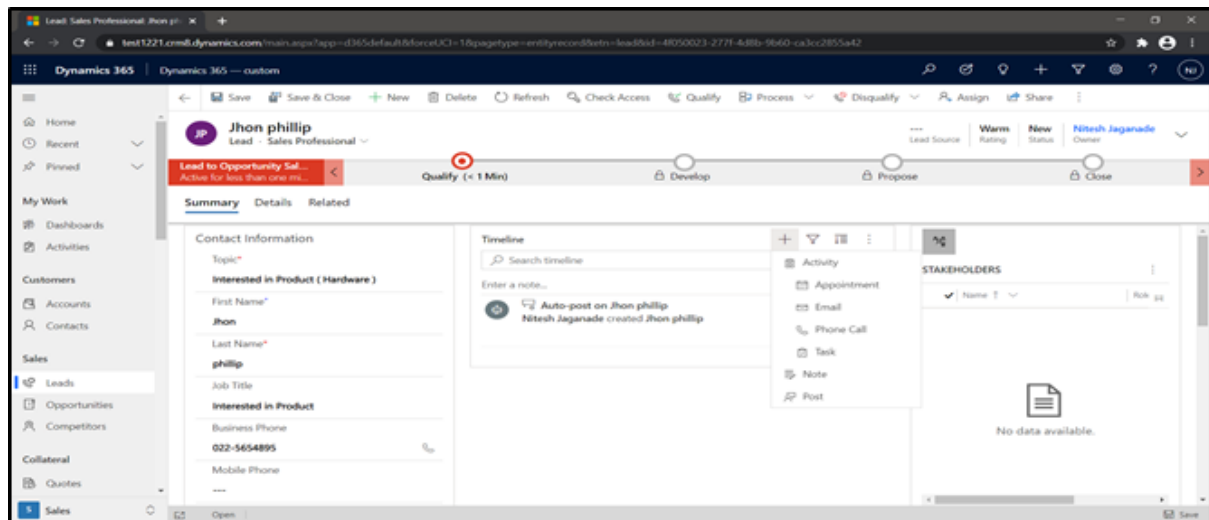 Lead: Sales Professional: Jhon phi
test1221.crm8.dynamics.com/main.aspx?app=d365default&forceUCI=1&pagetype=entityrecord&etn=lead&id=4f050023-277f-4d8b-9b60-ca3cc2855a42
Dynamics 365 Dynamics 365 — custom
NJ
Save Save & Close New Delete Refresh Check Access Qualify Process Disqualify Assign Share
Home
Recent
Pinned
My Work
Dashboards
Activities
Customers
Accounts
Contacts
Sales
Leads
Opportunities
Competitors
Collateral
Quotes
S Sales
JP
Jhon phillip
Lead · Sales Professional
---
Lead Source
Warm
Rating
New
Status
Nitesh Jaganade
Owner
Lead to Opportunity Sal...
Active for less than one mi...
Qualify (< 1 Min)
Develop
Propose
Close
Summary Details Related
Contact Information
Topic*
Interested in Product ( Hardware )
First Name*
Jhon
Last Name*
phillip
Job Title
Interested in Product
Business Phone
022-5654895
Mobile Phone
---
Timeline
Search timeline
Enter a note...
Auto-post on Jhon phillip
Nitesh Jaganade created Jhon phillip
Activity
Appointment
Email
Phone Call
Task
Note
Post
STAKEHOLDERS
Name Role
No data available.
Open Save